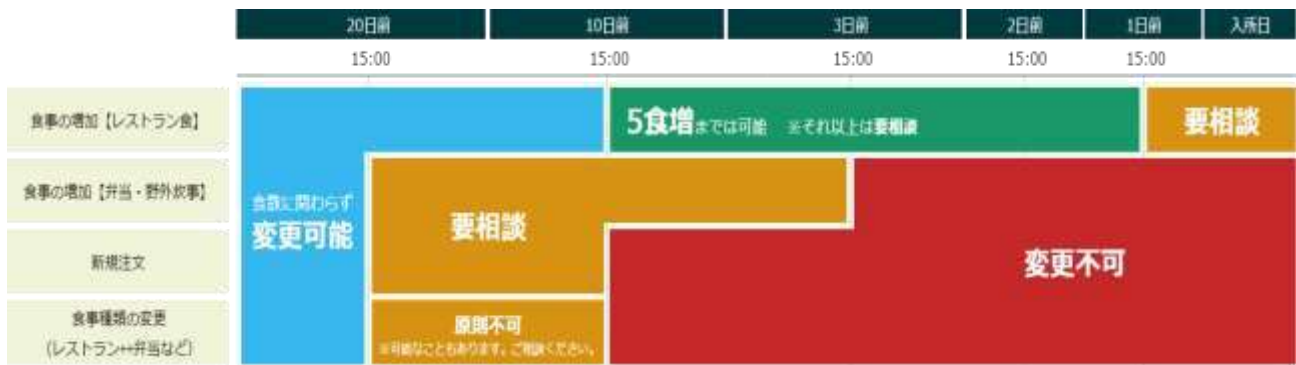 20日前
10日前
3日前
2日前
1日前
入所日
15:00
15:00
15:00
15:00
15:00
食事の増加【レストラン食】
5食増までは可能 ※それ以上は要相談
要相談
食事の増加【弁当・野外炊事】
食数に関わらず
変更可能
要相談
変更不可
新規注文
食事種類の変更
(レストラン⇔弁当など)
原則不可
※可能なこともあります。ご相談ください。